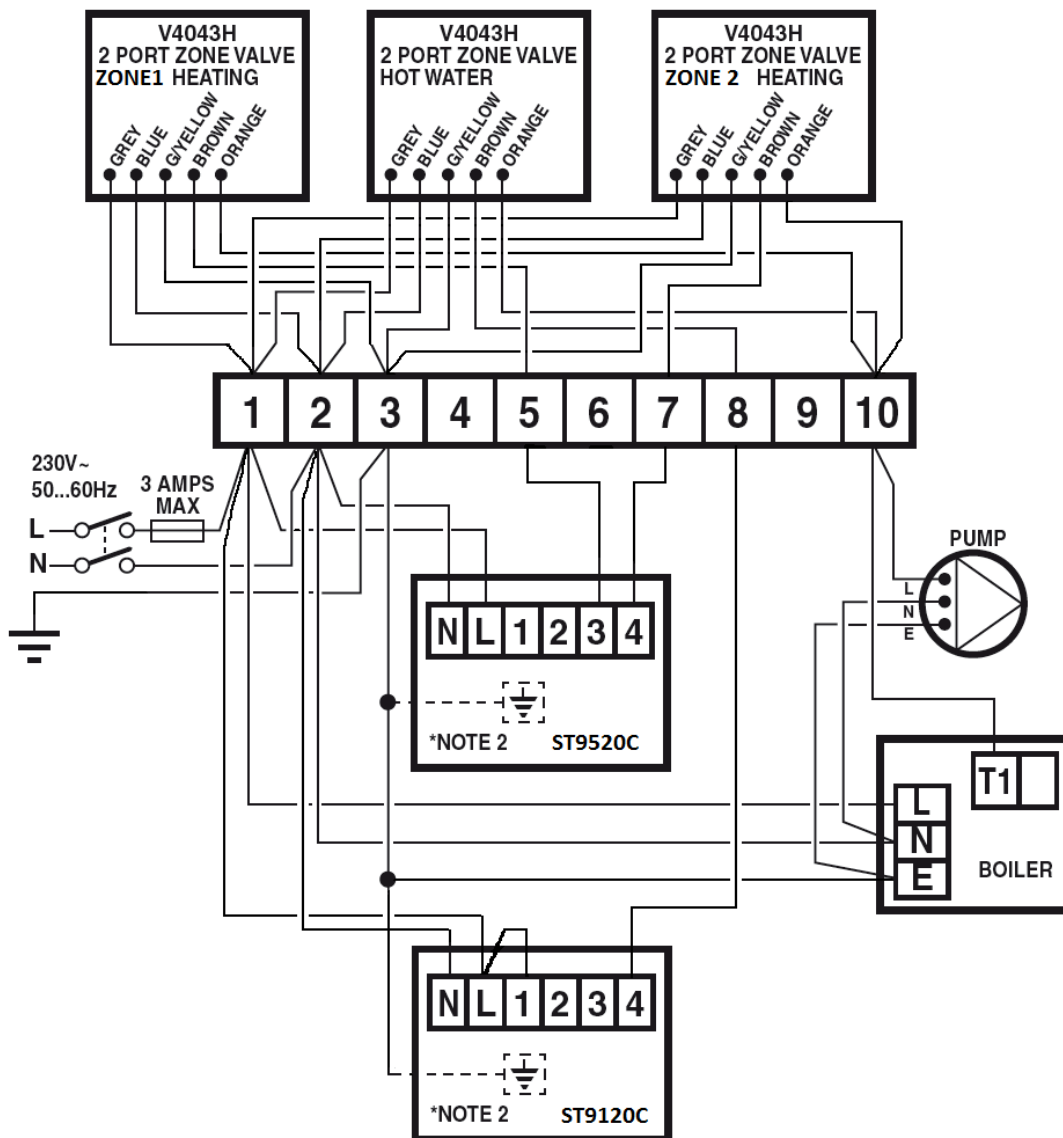 V4043H
2 PORT ZONE VALVE
ZONE1 HEATING
GREY
BLUE
G/YELLOW
BROWN
ORANGE
V4043H
2 PORT ZONE VALVE
HOT WATER
GREY
BLUE
G/YELLOW
BROWN
ORANGE
V4043H
2 PORT ZONE VALVE
ZONE 2 HEATING
GREY
BLUE
G/YELLOW
BROWN
ORANGE
1 2 3 4 5 6 7 8 9 10
230V~
50...60Hz
3 AMPS
MAX
L
N
PUMP
L
N
E
N L 1 2 3 4
*NOTE 2 ST9520C
T1
L
N
E
BOILER
N L 1 2 3 4
*NOTE 2 ST9120C